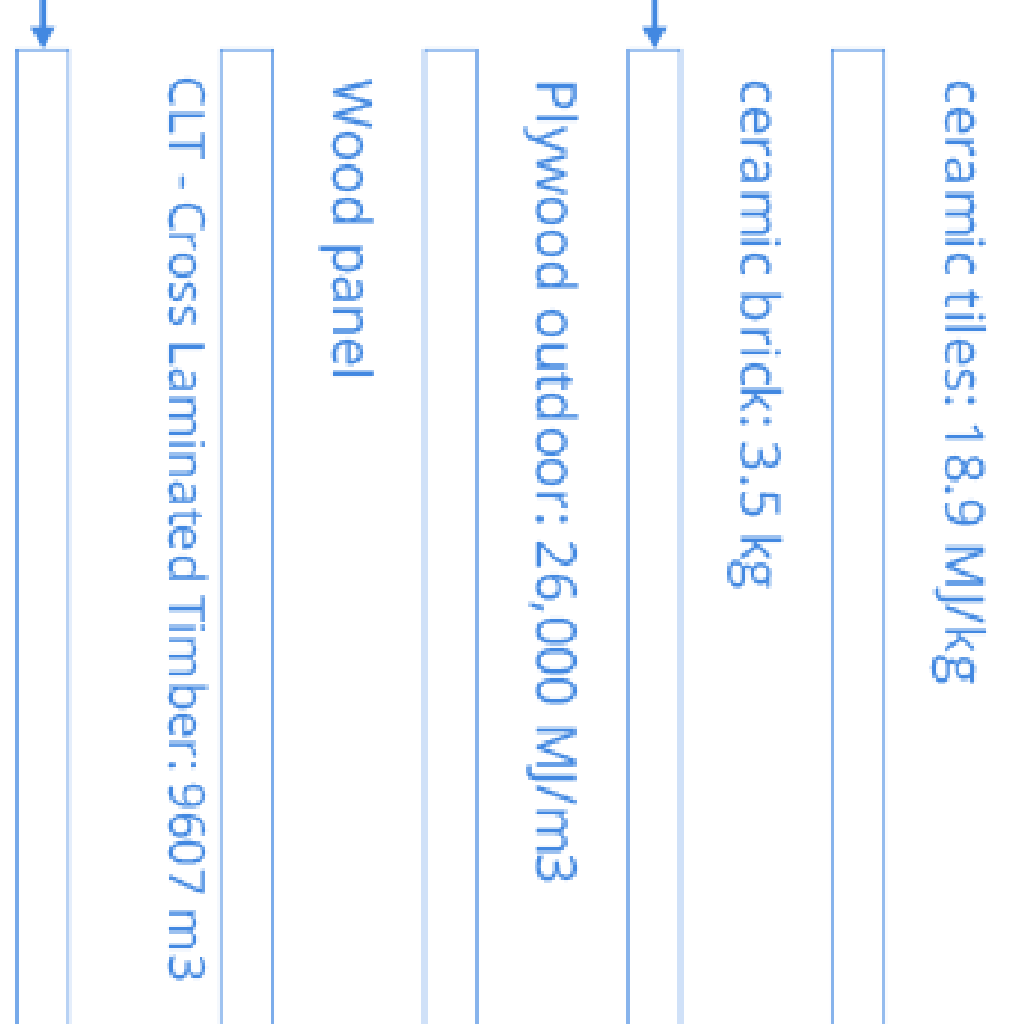 ceramic tiles: 18.9 MJ/kg
ceramic brick: 3.5 kg
Plywood outdoor: 26,000 MJ/m3
Wood panel
CLT - Cross Laminated Timber: 9607 m3